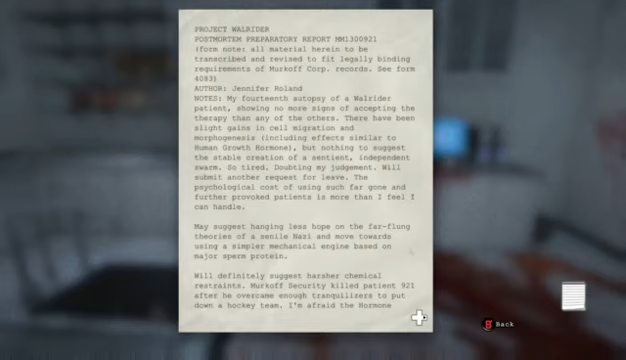 PROJECT WALRIDER
POSTMORTEM PREPARATORY REPORT MM1300921
(form note: all material herein to be
transcribed and revised to fit legally binding
requirements of Murkoff Corp. records. See form
4083)
AUTHOR: Jennifer Roland
NOTES: My fourteenth autopsy of a Walrider
patient, showing no more signs of accepting the
therapy than any of the others. There have been
slight gains in cell migration and
morphogenesis (including effects similar to
Human Growth Hormone), but nothing to suggest
the stable creation of a sentient, independent
swarm. So tired. Doubting my judgement. Will
submit another request for leave. The
psychological cost of using such far gone and
further provoked patients is more than I feel I
can handle.
May suggest hanging less hope on the far-flung
theories of a senile Nazi and move towards
using a simpler mechanical engine based on
major sperm protein.
Will definitely suggest harsher chemical
restraints. Murkoff Security killed patient 921
after he overcame enough tranquilizers to put
down a hockey team. I'm afraid the Hormone
B Back